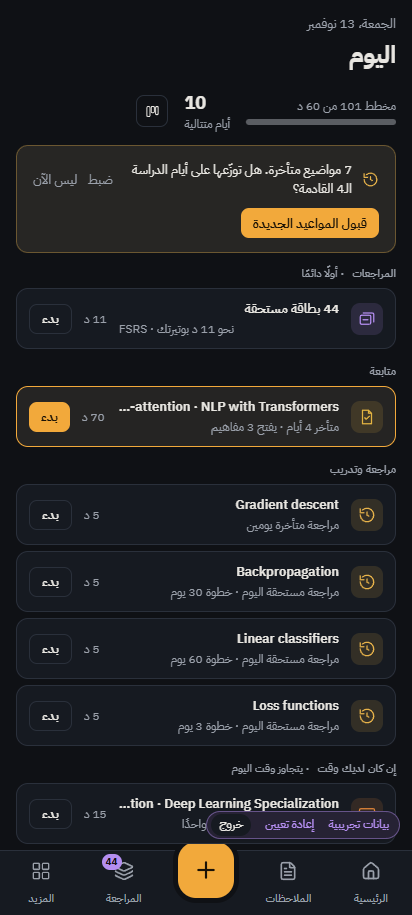 الجمعة، 13 نوفمبر
اليوم
مخطط 101 من 60 د
10
أيام متتالية
7 مواضيع متأخرة. هل نوزّعها على أيام الدراسة
الـ4 القادمة؟
ضبط
ليس الآن
قبول المواعيد الجديدة
المراجعات · أولًا دائمًا
44 بطاقة مستحقة
نحو 11 د بوتيرتك · FSRS
11 د
بدء
متابعة
...-attention · NLP with Transformers
متأخر 4 أيام · يفتح 3 مفاهيم
70 د
بدء
مراجعة وتدريب
Gradient descent
مراجعة متأخرة يومين
5 د
بدء
Backpropagation
مراجعة مستحقة اليوم · خطوة 30 يوم
5 د
بدء
Linear classifiers
مراجعة مستحقة اليوم · خطوة 60 يوم
5 د
بدء
Loss functions
مراجعة مستحقة اليوم · خطوة 3 يوم
5 د
بدء
إن كان لديك وقت · يتجاوز وقت اليوم
...tion · Deep Learning Specialization
واحدًا
15 د
بدء
بيانات تجريبية
إعادة تعيين
خروج
الرئيسية
الملاحظات
44
المراجعة
المزيد